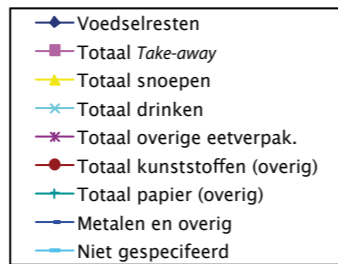 Voedselresten
Totaal Take-away
Totaal snoepen
Totaal drinken
Totaal overige eetverpak.
Totaal kunststoffen (overig)
Totaal papier (overig)
Metalen en overig
Niet gespecifeerd